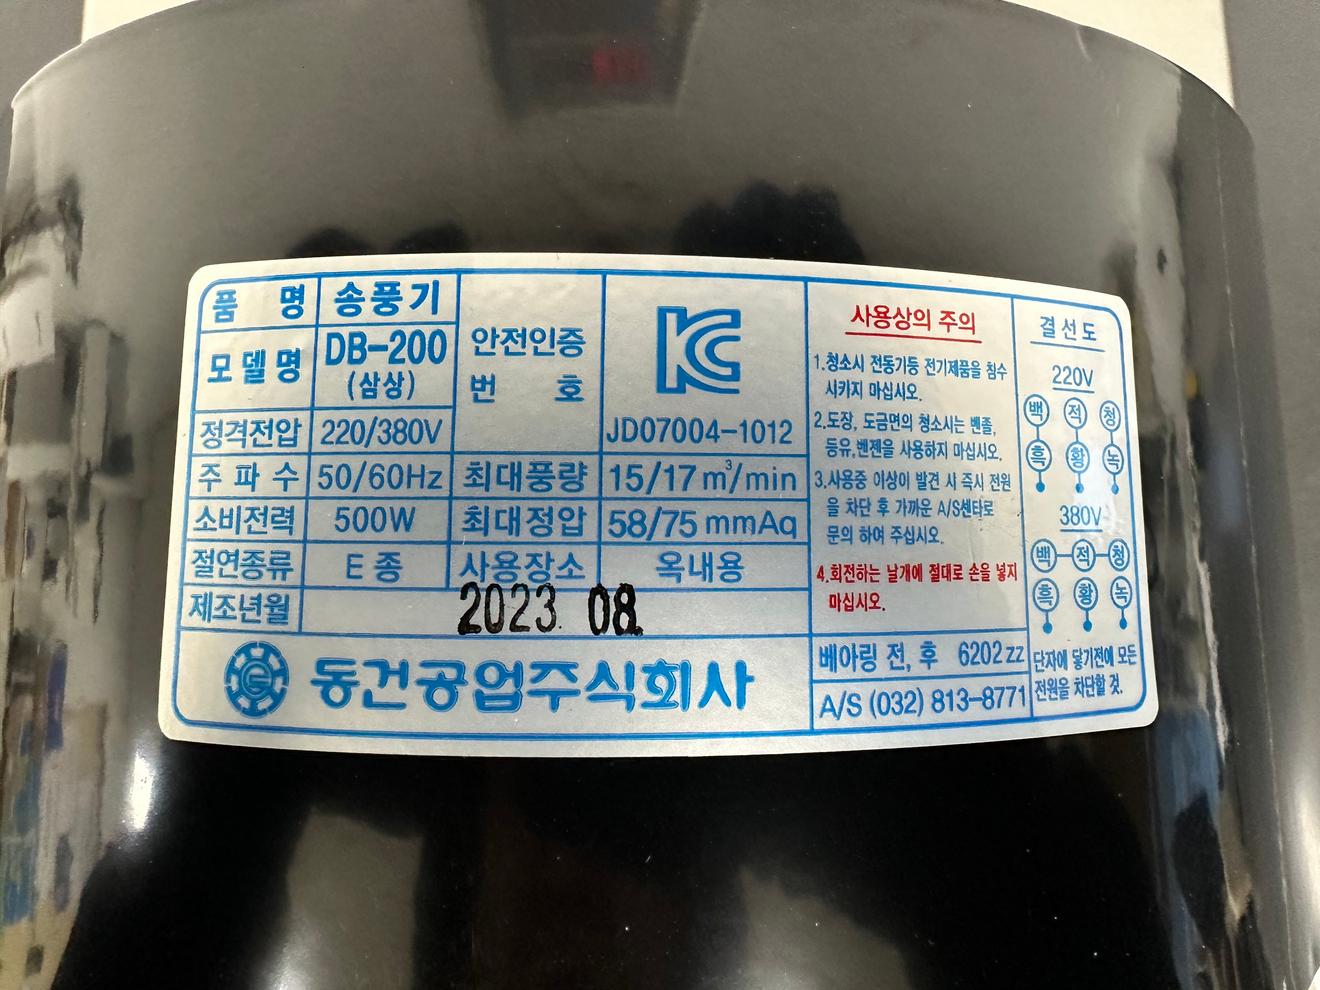 품 명 송풍기
모델명 DB-200
(삼상)
안전인증
번 호
JD07004-1012
정격전압 220/380V
주파수 50/60Hz 최대풍량 15/17 m³/min
소비전력 500W 최대정압 58/75 mmAq
절연종류 E 종 사용장소 옥내용
제조년월 2023. 08.
동건공업주식회사
사용상의 주의
1.청소시 전동기등 전기제품을 침수
시키지 마십시오.
2.도장, 도금면의 청소시는 벤졸,
등유,벤젠을 사용하지 마십시오.
3.사용중 이상이 발견 시 즉시 전원
을 차단 후 가까운 A/S센타로
문의 하여 주십시오.
4.회전하는 날개에 절대로 손을 넣지
마십시오.
베아링 전, 후 6202 zz
A/S (032) 813-8771
결선도
220V
백 적 청
흑 황 녹
380V
백 적 청
흑 황 녹
단자에 닿기전에 모든
전원을 차단할 것.